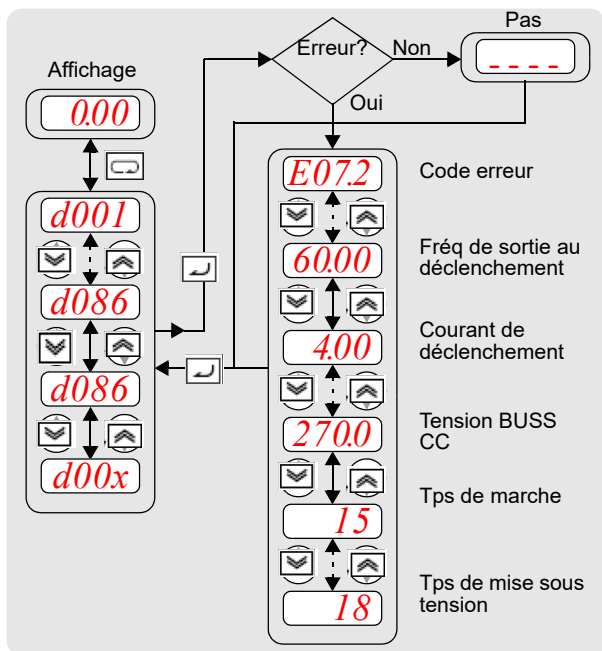 Pas
Erreur?
Non
_ _ _ _
Affichage
0.00
Oui
d001
d086
d086
d00x
E07.2
Code erreur
60.00
Fréq de sortie au
déclenchement
4.00
Courant de
déclenchement
270.0
Tension BUSS
CC
15
Tps de marche
18
Tps de mise sous
tension